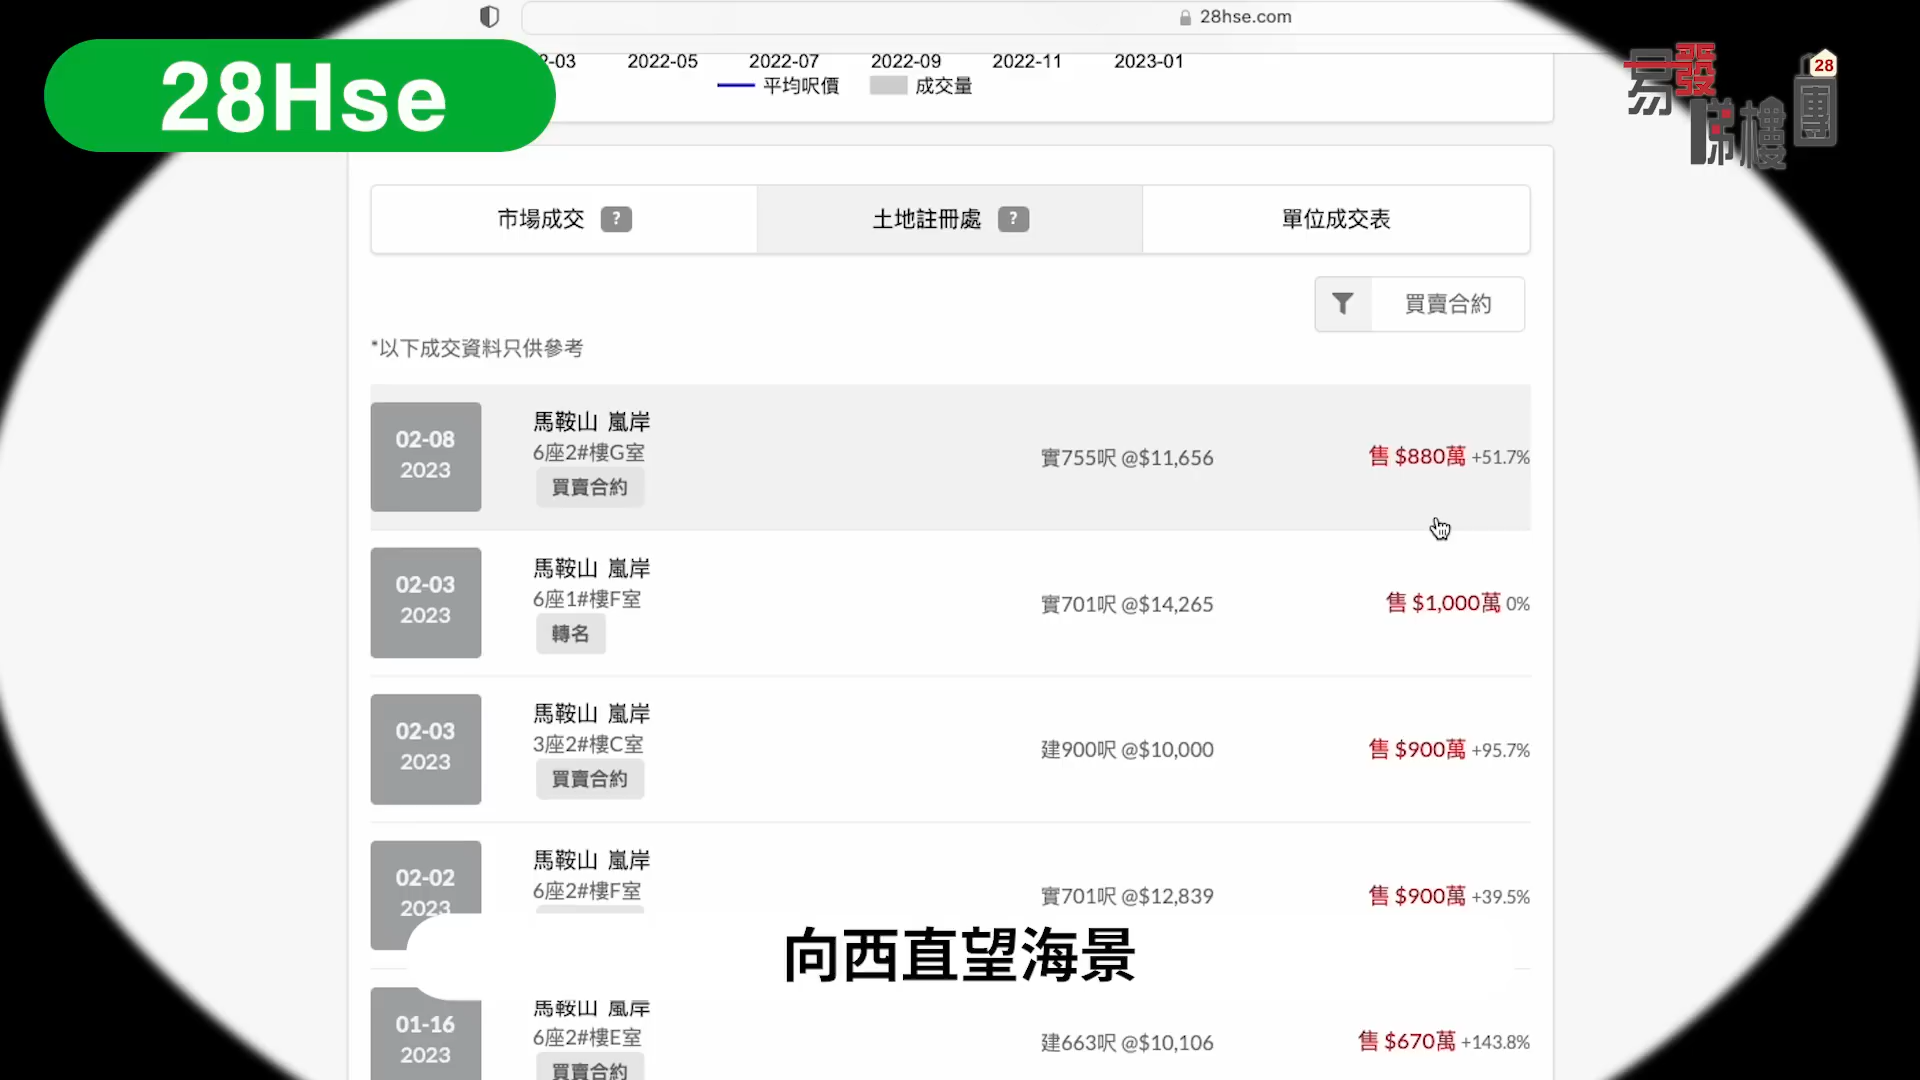 28hse.com
28Hse
2-03 2022-05 2022-07 2022-09 2022-11 2023-01
平均呎價 成交量
易發睇樓團 28
市場成交 ? 土地註冊處 ? 單位成交表
買賣合約
*以下成交資料只供參考
02-08 2023
馬鞍山 嵐岸
6座2#樓G室
買賣合約
實755呎 @$11,656
售 $880萬 +51.7%
02-03 2023
馬鞍山 嵐岸
6座1#樓F室
轉名
實701呎 @$14,265
售 $1,000萬 0%
02-03 2023
馬鞍山 嵐岸
3座2#樓C室
買賣合約
建900呎 @$10,000
售 $900萬 +95.7%
02-02 2023
馬鞍山 嵐岸
6座2#樓F室
實701呎 @$12,839
售 $900萬 +39.5%
向西直望海景
01-16 2023
馬鞍山 嵐岸
6座2#樓E室
買賣合約
建663呎 @$10,106
售 $670萬 +143.8%